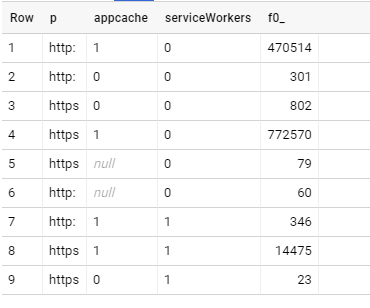 Row p appcache serviceWorkers f0_
1 http: 1 0 470514
2 http: 0 0 301
3 https 0 0 802
4 https 1 0 772570
5 https null 0 79
6 http: null 0 60
7 http: 1 1 346
8 https 1 1 14475
9 https 0 1 23